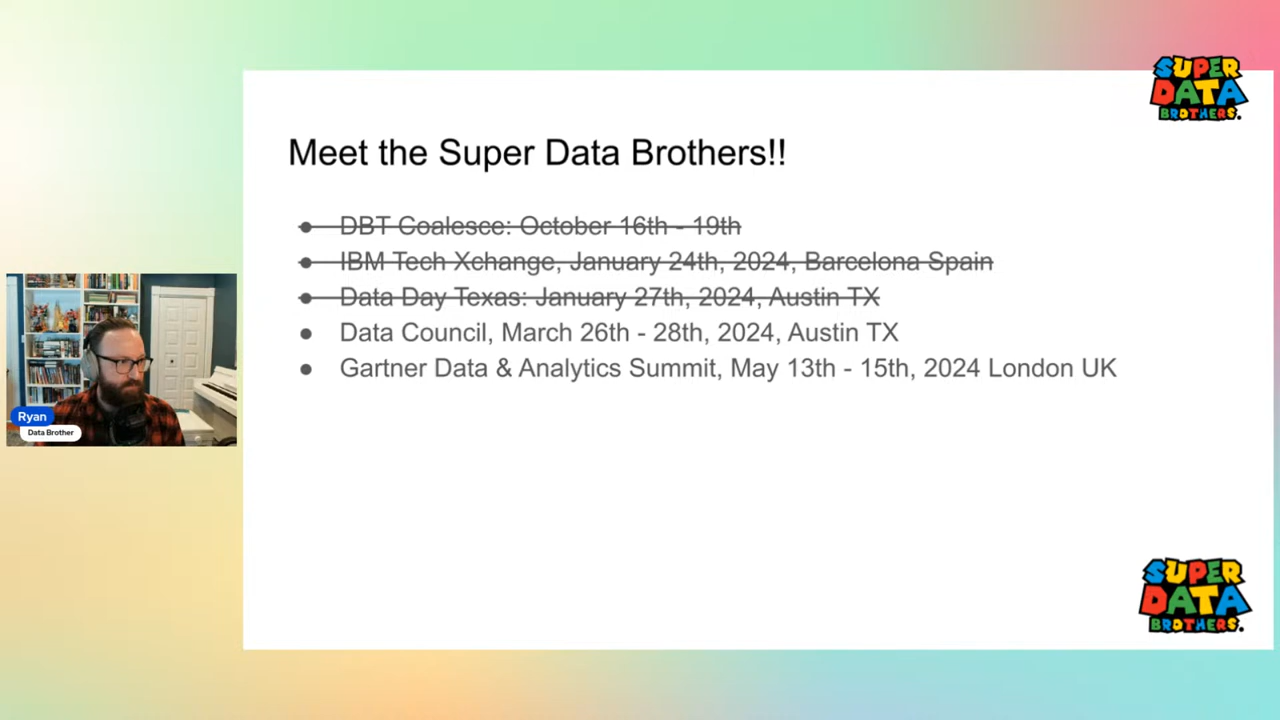 SUPER
DATA
BROTHERS.
Meet the Super Data Brothers!!
● DBT Coalesce: October 16th - 19th
● IBM Tech Xchange, January 24th, 2024, Barcelona Spain
● Data Day Texas: January 27th, 2024, Austin TX
● Data Council, March 26th - 28th, 2024, Austin TX
● Gartner Data & Analytics Summit, May 13th - 15th, 2024 London UK
Ryan
Data Brother
SUPER
DATA
BROTHERS.